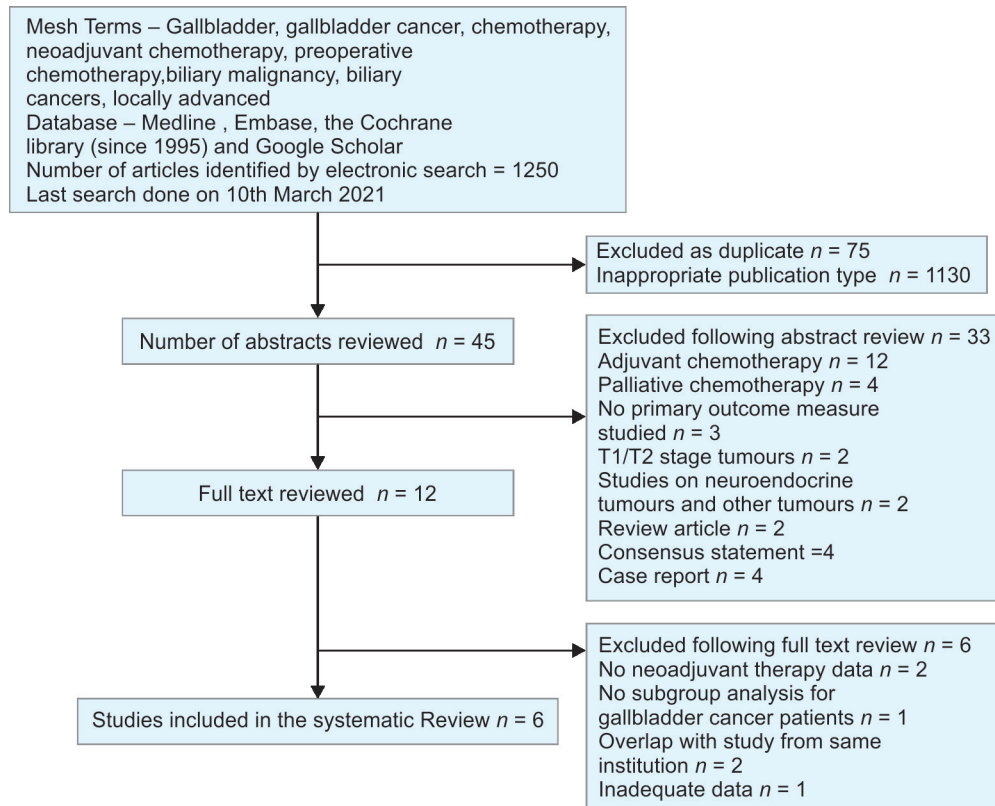 Mesh Terms – Gallbladder, gallbladder cancer, chemotherapy,
neoadjuvant chemotherapy, preoperative
chemotherapy,biliary malignancy, biliary
cancers, locally advanced
Database – Medline , Embase, the Cochrane
library (since 1995) and Google Scholar
Number of articles identified by electronic search = 1250
Last search done on 10th March 2021
Excluded as duplicate n = 75
Inappropriate publication type n = 1130
Number of abstracts reviewed n = 45
Excluded following abstract review n = 33
Adjuvant chemotherapy n = 12
Palliative chemotherapy n = 4
No primary outcome measure
studied n = 3
T1/T2 stage tumours n = 2
Studies on neuroendocrine
tumours and other tumours n = 2
Review article n = 2
Consensus statement =4
Case report n = 4
Full text reviewed n = 12
Excluded following full text review n = 6
No neoadjuvant therapy data n = 2
No subgroup analysis for
gallbladder cancer patients n = 1
Overlap with study from same
institution n = 2
Inadequate data n = 1
Studies included in the systematic Review n = 6